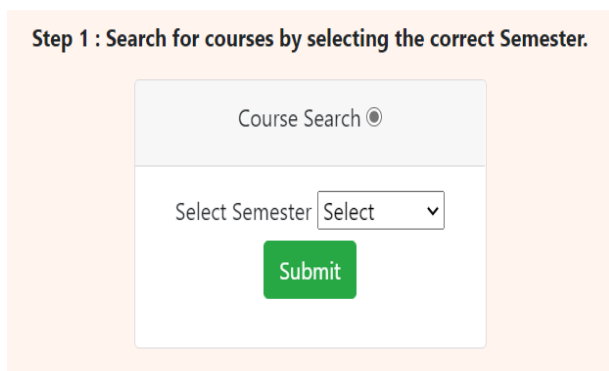 Step 1 : Search for courses by selecting the correct Semester.
Course Search
Select Semester Select
Submit